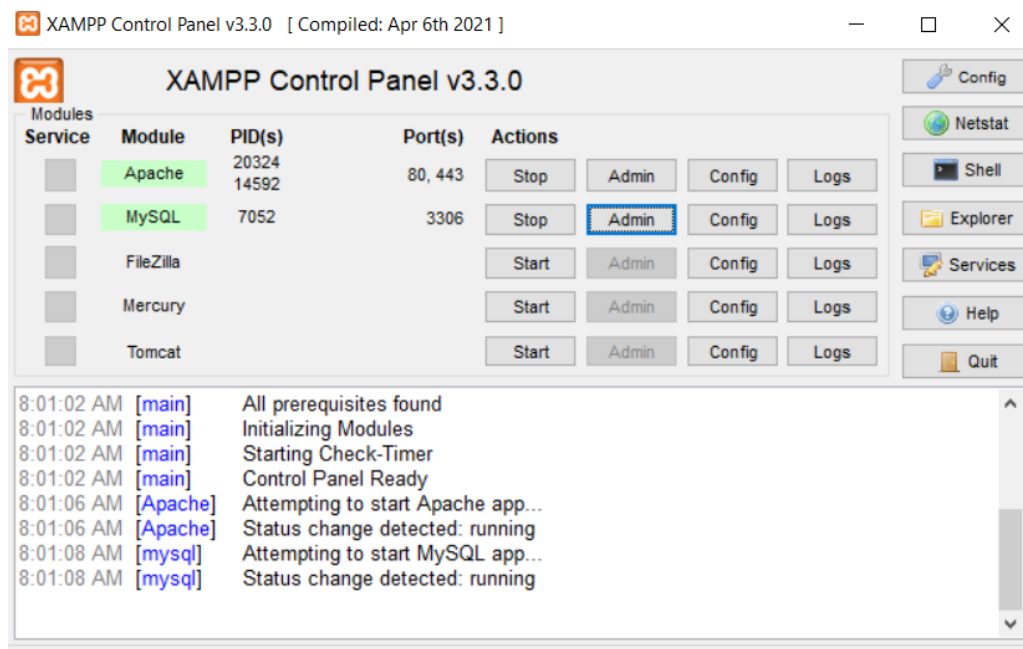 XAMPP Control Panel v3.3.0 [ Compiled: Apr 6th 2021 ]
XAMPP Control Panel v3.3.0
Config
Modules
Service Module PID(s) Port(s) Actions
Netstat
Apache 20324 14592 80, 443 Stop Admin Config Logs
Shell
MySQL 7052 3306 Stop Admin Config Logs
Explorer
FileZilla Start Admin Config Logs
Services
Mercury Start Admin Config Logs
Help
Tomcat Start Admin Config Logs
Quit
8:01:02 AM [main] All prerequisites found
8:01:02 AM [main] Initializing Modules
8:01:02 AM [main] Starting Check-Timer
8:01:02 AM [main] Control Panel Ready
8:01:06 AM [Apache] Attempting to start Apache app...
8:01:06 AM [Apache] Status change detected: running
8:01:08 AM [mysql] Attempting to start MySQL app...
8:01:08 AM [mysql] Status change detected: running